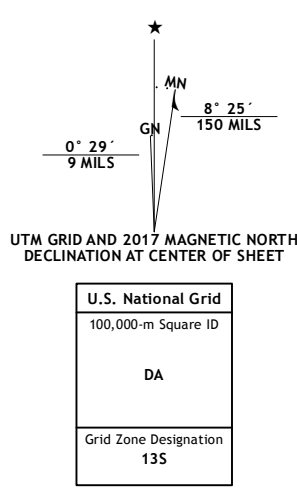 ★
MN
GN
8° 25´
150 MILS
0° 29´
9 MILS
UTM GRID AND 2017 MAGNETIC NORTH
DECLINATION AT CENTER OF SHEET
U.S. National Grid
100,000-m Square ID
DA
Grid Zone Designation
13S